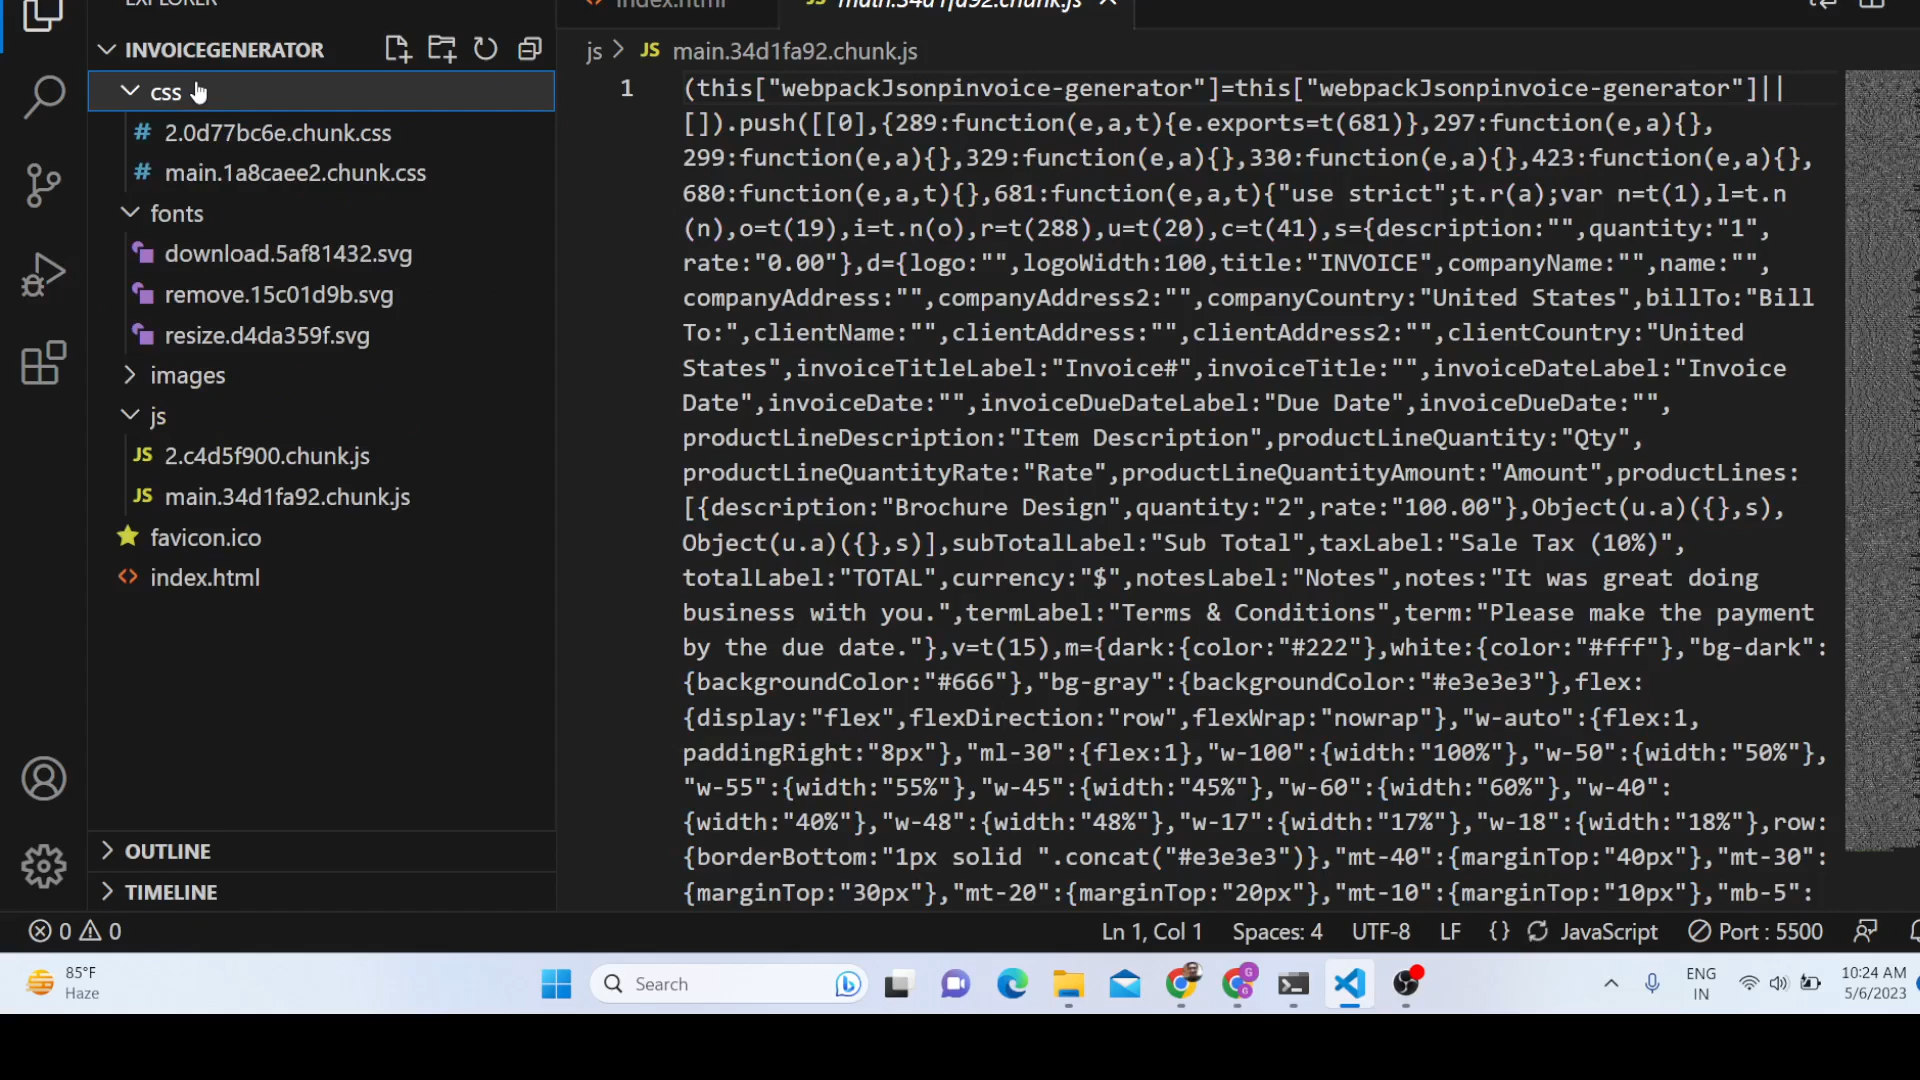 EXPLORER
INVOICEGENERATOR
css
2.0d77bc6e.chunk.css
main.1a8caee2.chunk.css
fonts
download.5af81432.svg
remove.15c01d9b.svg
resize.d4da359f.svg
images
js
JS 2.c4d5f900.chunk.js
JS main.34d1fa92.chunk.js
favicon.ico
index.html
OUTLINE
TIMELINE
index.html
JS main.34d1fa92.chunk.js
js > JS main.34d1fa92.chunk.js
1 (this["webpackJsonpinvoice-generator"]=this["webpackJsonpinvoice-generator"]||
[]).push([[0],{289:function(e,a,t){e.exports=t(681)},297:function(e,a){},
299:function(e,a){},329:function(e,a){},330:function(e,a){},423:function(e,a){},
680:function(e,a,t){},681:function(e,a,t){"use strict";t.r(a);var n=t(1),l=t.n
(n),o=t(19),i=t.n(o),r=t(288),u=t(20),c=t(41),s={description:"",quantity:"1",
rate:"0.00"},d={logo:"",logoWidth:100,title:"INVOICE",companyName:"",name:"",
companyAddress:"",companyAddress2:"",companyCountry:"United States",billTo:"Bill
To:",clientName:"",clientAddress:"",clientAddress2:"",clientCountry:"United
States",invoiceTitleLabel:"Invoice#",invoiceTitle:"",invoiceDateLabel:"Invoice
Date",invoiceDate:"",invoiceDueDateLabel:"Due Date",invoiceDueDate:"",
productLineDescription:"Item Description",productLineQuantity:"Qty",
productLineQuantityRate:"Rate",productLineQuantityAmount:"Amount",productLines:
[{description:"Brochure Design",quantity:"2",rate:"100.00"},Object(u.a)({},s),
Object(u.a)({},s)],subTotalLabel:"Sub Total",taxLabel:"Sale Tax (10%)",
totalLabel:"TOTAL",currency:"$",notesLabel:"Notes",notes:"It was great doing
business with you.",termLabel:"Terms & Conditions",term:"Please make the payment
by the due date."},v=t(15),m={dark:{color:"#222"},white:{color:"#fff"},"bg-dark":
{backgroundColor:"#666"},"bg-gray":{backgroundColor:"#e3e3e3"},flex:
{display:"flex",flexDirection:"row",flexWrap:"nowrap"},"w-auto":{flex:1,
paddingRight:"8px"},"ml-30":{flex:1},"w-100":{width:"100%"},"w-50":{width:"50%"},
"w-55":{width:"55%"},"w-45":{width:"45%"},"w-60":{width:"60%"},"w-40":
{width:"40%"},"w-48":{width:"48%"},"w-17":{width:"17%"},"w-18":{width:"18%"},row:
{borderBottom:"1px solid ".concat("#e3e3e3")},"mt-40":{marginTop:"40px"},"mt-30":
{marginTop:"30px"},"mt-20":{marginTop:"20px"},"mt-10":{marginTop:"10px"},"mb-5":
0 0
Ln 1, Col 1 Spaces: 4 UTF-8 LF {} JavaScript Port : 5500
85°F
Haze
Search
ENG
IN
10:24 AM
5/6/2023